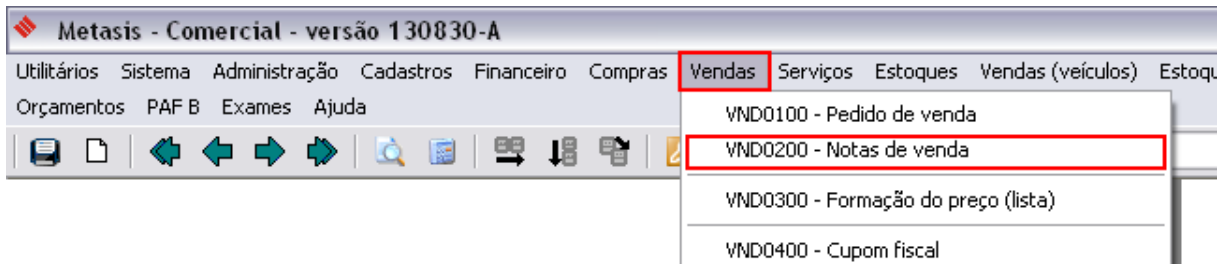 Metasis - Comercial - versão 130830-A
Utilitários Sistema Administração Cadastros Financeiro Compras Vendas Serviços Estoques Vendas (veículos) Estoqu
Orçamentos PAF B Exames Ajuda
VND0100 - Pedido de venda
VND0200 - Notas de venda
VND0300 - Formação do preço (lista)
VND0400 - Cupom fiscal